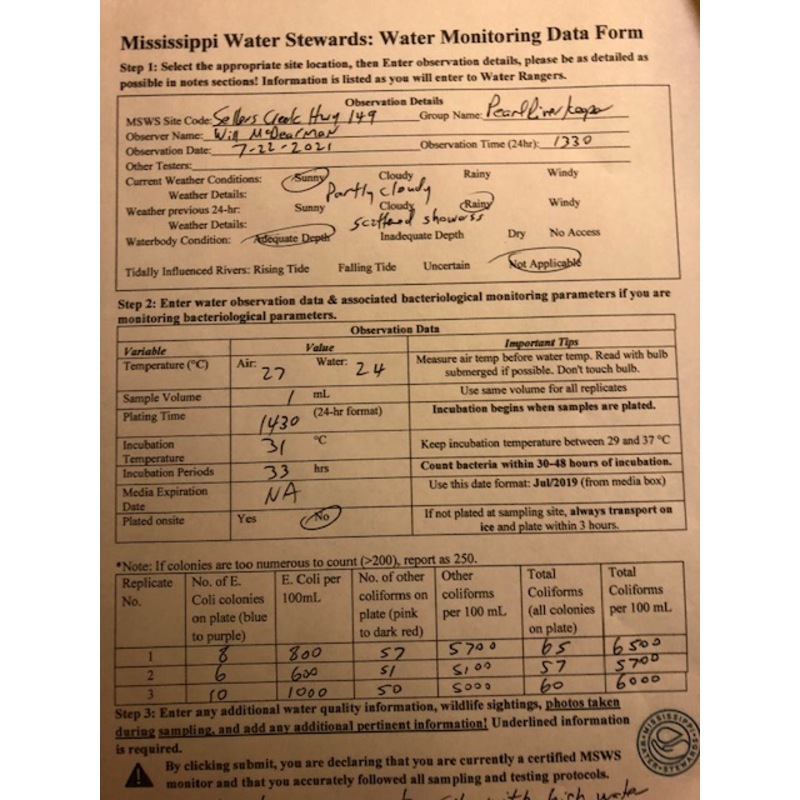 Mississippi Water Stewards: Water Monitoring Data Form
Step 1: Select the appropriate site location, then Enter observation details, please be as detailed as
possible in notes sections! Information is listed as you will enter to Water Rangers.
Observation Details
MSWS Site Code: Sellers Creek Hwy 149 Group Name: Pearl Riverkeeper
Observer Name: Will McDearman
Observation Date: 7-22-2021 Observation Time (24hr): 1330
Other Testers:
Current Weather Conditions: Sunny Cloudy Rainy Windy
Weather Details: Partly cloudy
Weather previous 24-hr: Sunny Cloudy Rainy Windy
Weather Details: scattered showers
Waterbody Condition: Adequate Depth Inadequate Depth Dry No Access
Tidally Influenced Rivers: Rising Tide Falling Tide Uncertain Not Applicable
Step 2: Enter water observation data & associated bacteriological monitoring parameters if you are
monitoring bacteriological parameters.
Observation Data
Variable Value Important Tips
Temperature (°C) Air: 27 Water: 24 Measure air temp before water temp. Read with bulb
submerged if possible. Don't touch bulb.
Sample Volume 1 mL Use same volume for all replicates
Plating Time 1430 (24-hr format) Incubation begins when samples are plated.
Incubation
Temperature 31 °C Keep incubation temperature between 29 and 37 °C
Incubation Periods 33 hrs Count bacteria within 30-48 hours of incubation.
Media Expiration
Date NA Use this date format: Jul/2019 (from media box)
Plated onsite Yes No If not plated at sampling site, always transport on
ice and plate within 3 hours.
*Note: If colonies are too numerous to count (>200), report as 250.
Replicate No. of E. E. Coli per No. of other Other Total Total
No. Coli colonies 100mL coliforms on coliforms Coliforms Coliforms
on plate (blue plate (pink per 100 mL (all colonies per 100 mL
to purple) to dark red) on plate)
1 8 800 57 5700 65 6500
2 6 600 51 5100 57 5700
3 10 1000 50 5000 60 6000
Step 3: Enter any additional water quality information, wildlife sightings, photos taken
during sampling, and add any additional pertinent information! Underlined information
is required.
By clicking submit, you are declaring that you are currently a certified MSWS
monitor and that you accurately followed all sampling and testing protocols.
with high water
MISSISSIPPI WATER STEWARDS